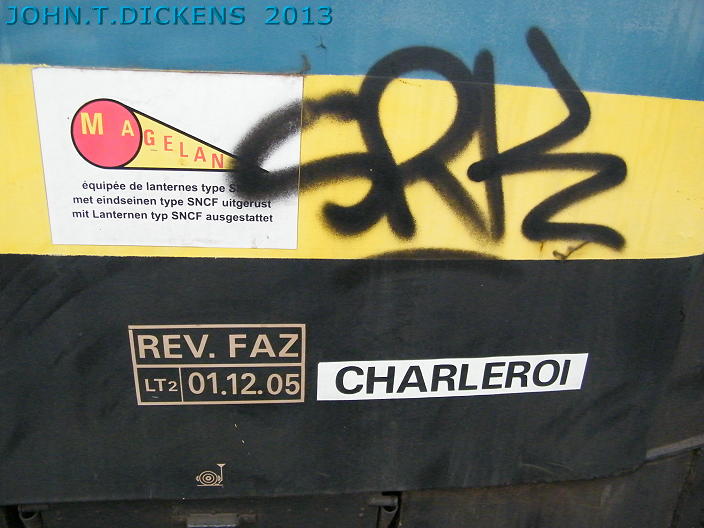 JOHN.T.DICKENS 2013
MAGELAN
équipée de lanternes type
met eindseinen type SNCF uitgerust
mit Lanternen typ SNCF ausgestattet
REV. FAZ
LT2 01.12.05
CHARLEROI